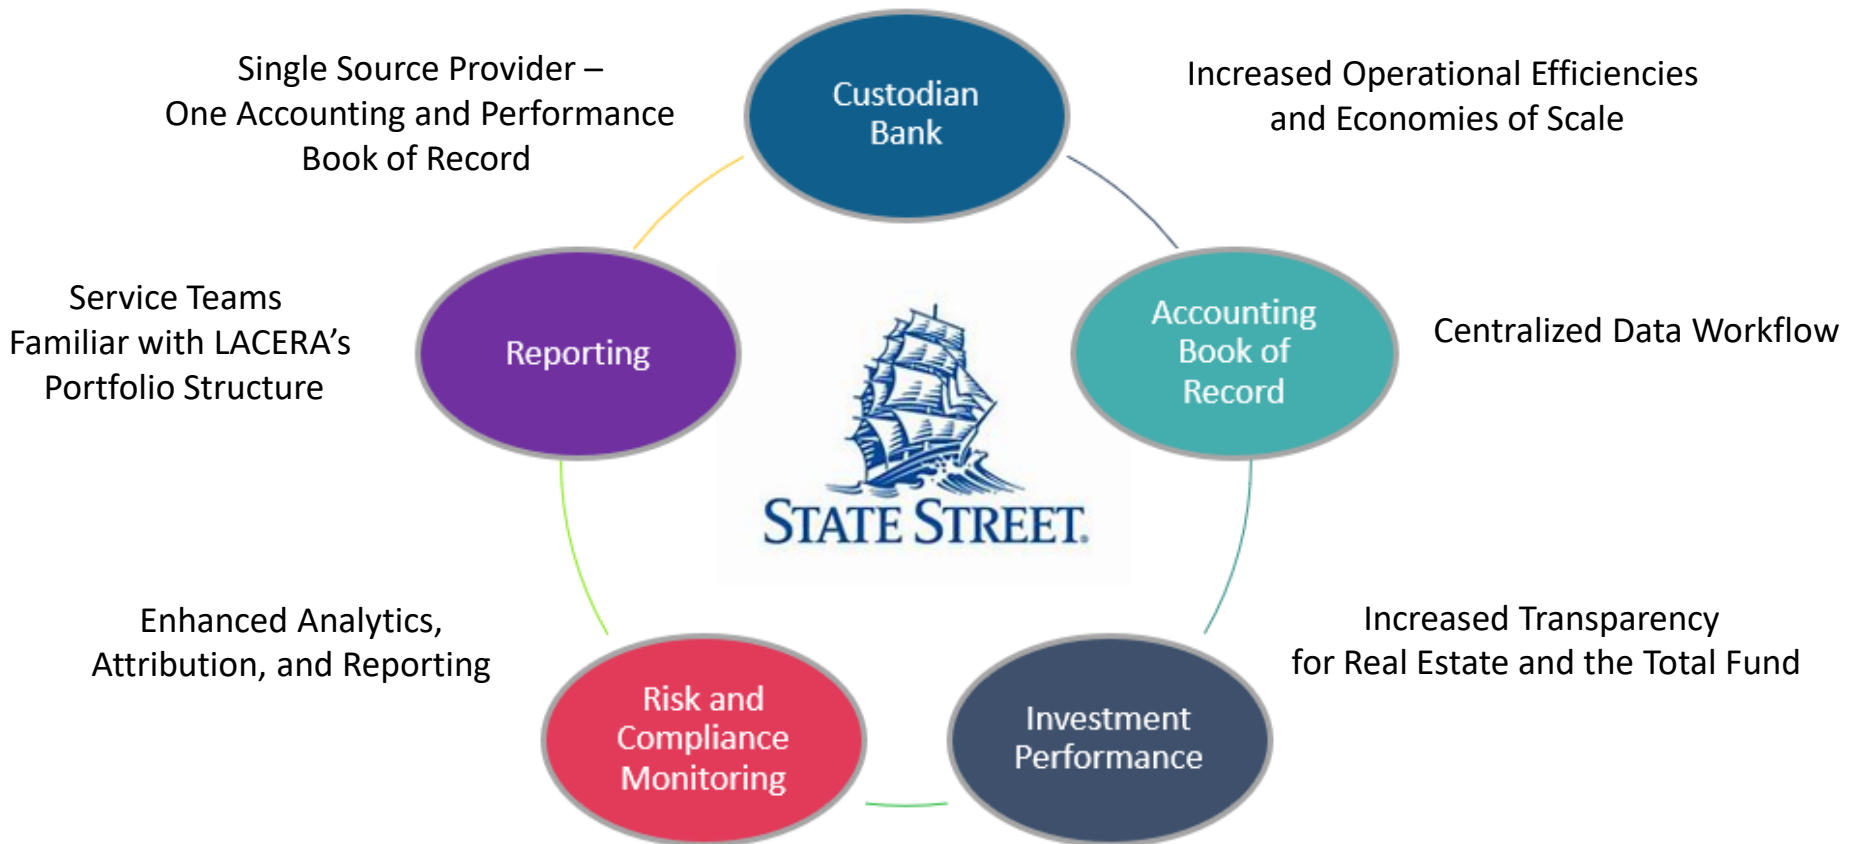 Single Source Provider –
One Accounting and Performance
Book of Record
Custodian
Bank
Increased Operational Efficiencies
and Economies of Scale
Service Teams
Familiar with LACERA’s
Portfolio Structure
Reporting
Accounting
Book of
Record
Centralized Data Workflow
STATE STREET.
Enhanced Analytics,
Attribution, and Reporting
Risk and
Compliance
Monitoring
Investment
Performance
Increased Transparency
for Real Estate and the Total Fund